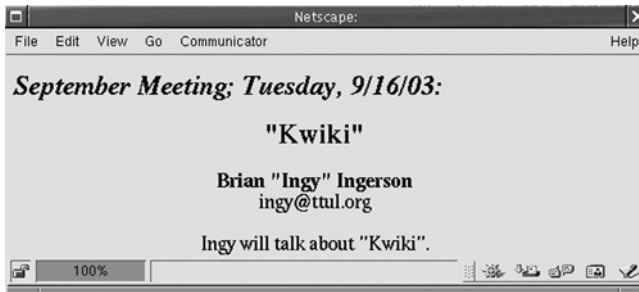 Netscape:
File Edit View Go Communicator Help
September Meeting; Tuesday, 9/16/03:
"Kwiki"
Brian "Ingy" Ingerson
ingy@ttul.org
Ingy will talk about "Kwiki".
100%